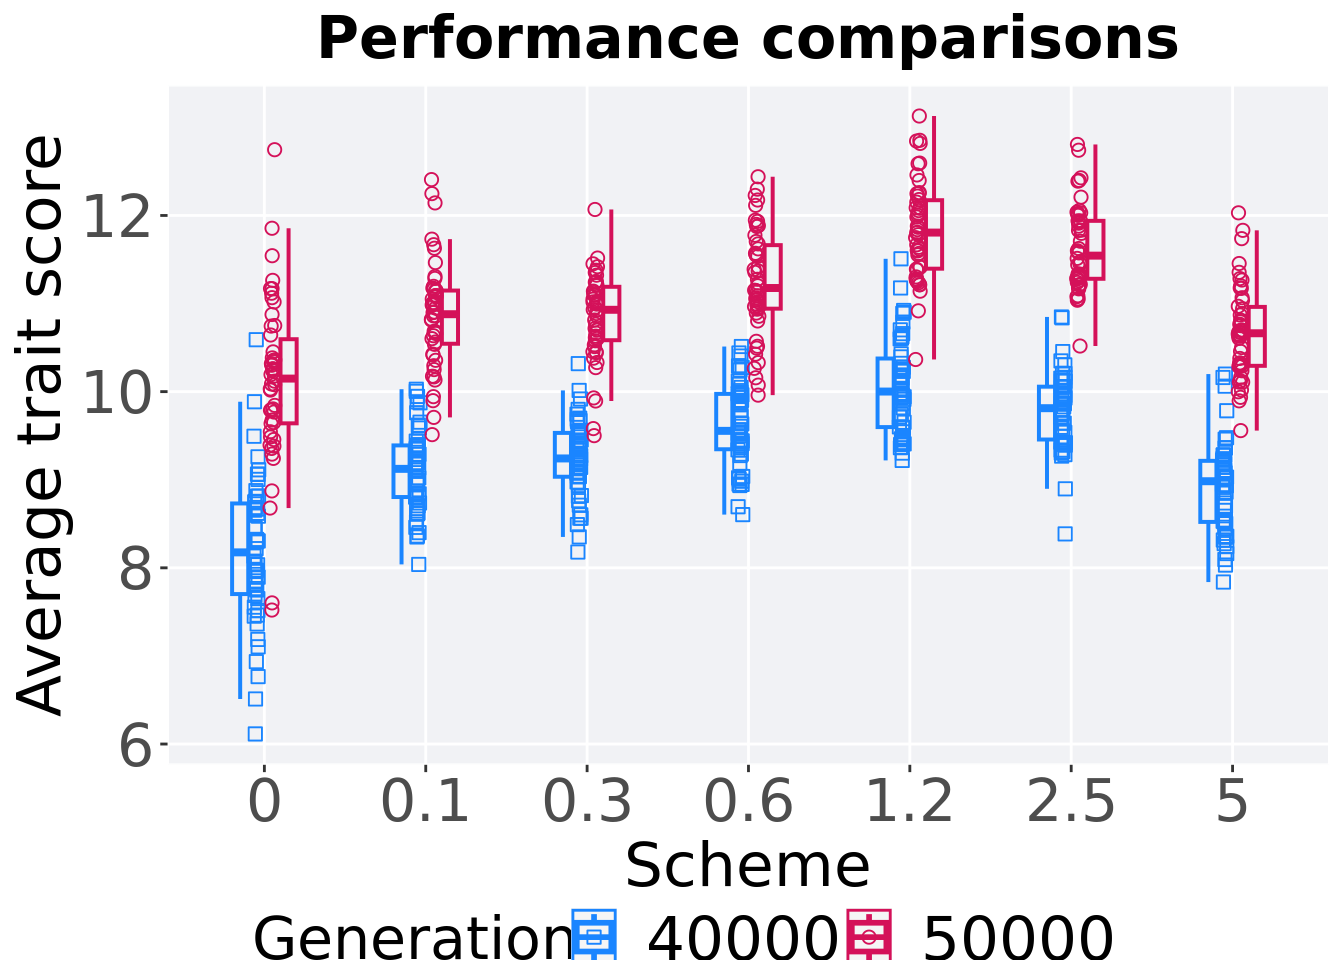 Performance comparisons
Average trait score
12
10
8
6
0 0.1 0.3 0.6 1.2 2.5 5
Scheme
Generation 40000 50000